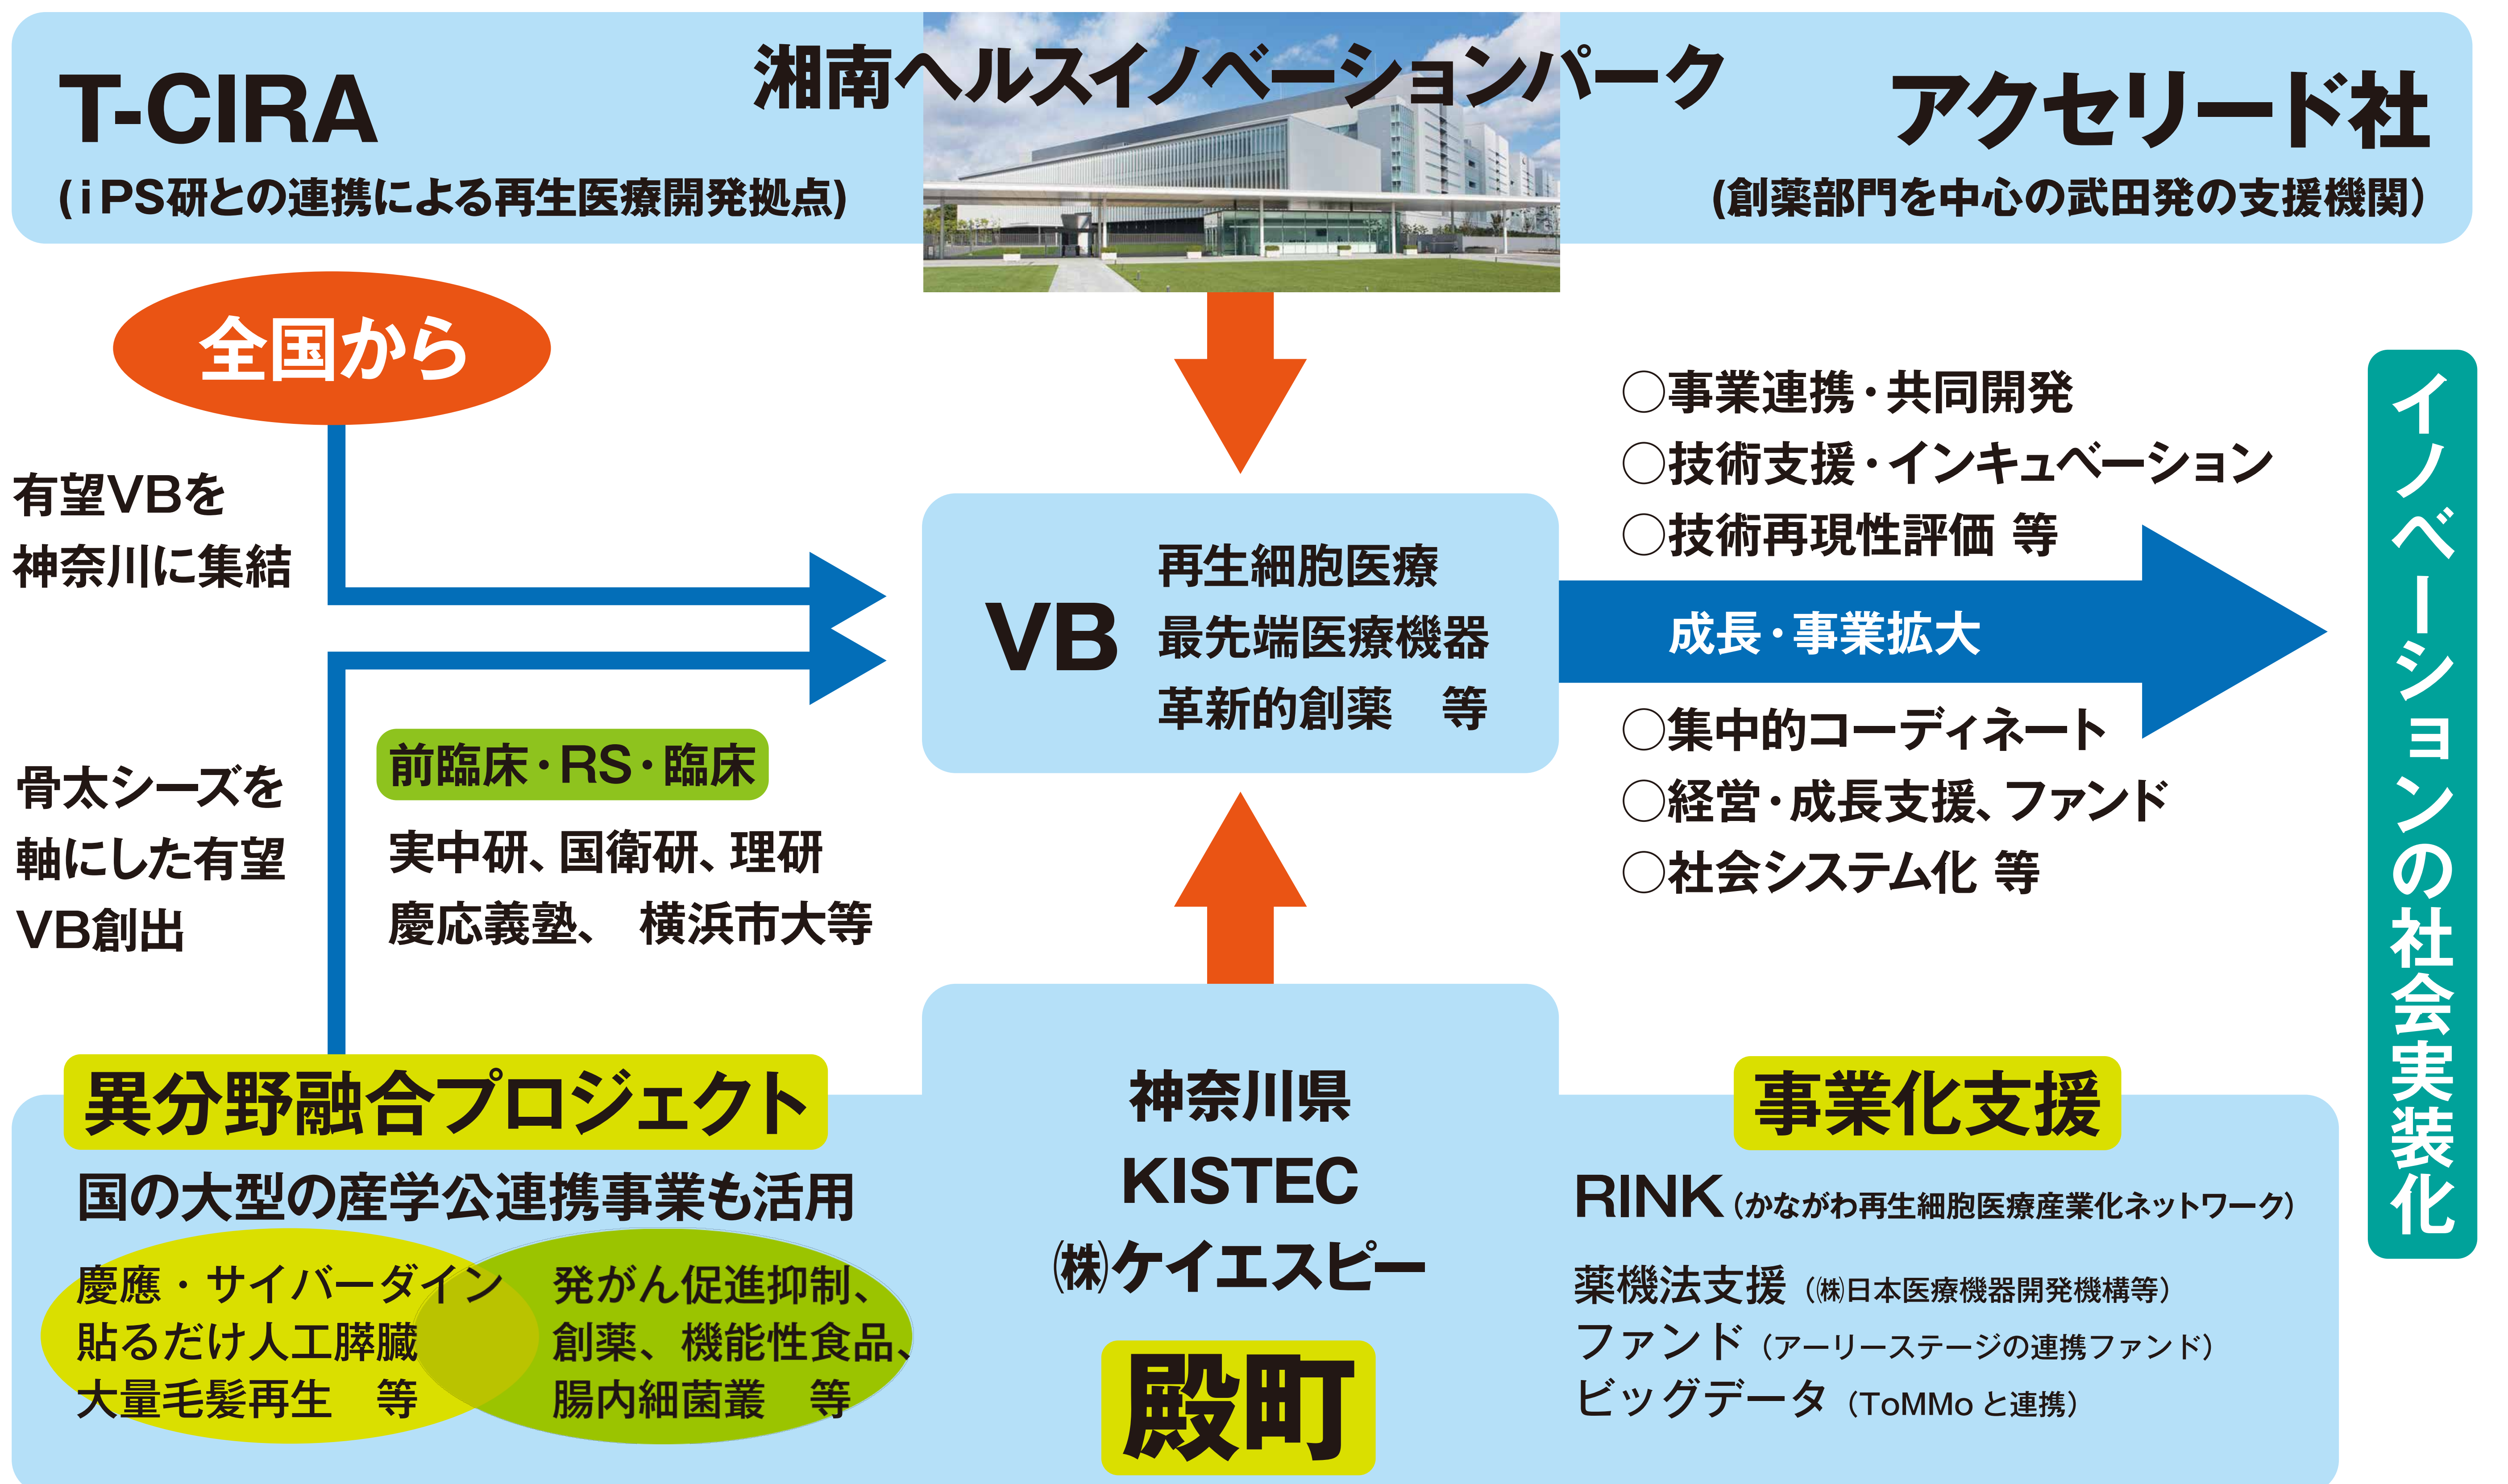 T-CIRA
(iPS研との連携による再生医療開発拠点)
湘南ヘルスイノベーションパーク
アクセリード社
(創薬部門を中心の武田発の支援機関)
全国から
有望VBを
神奈川に集結
骨太シーズを
軸にした有望
VB創出
前臨床・RS・臨床
実中研、国衛研、理研
慶応義塾、 横浜市大等
VB
再生細胞医療
最先端医療機器
革新的創薬 等
○事業連携・共同開発
○技術支援・インキュベーション
○技術再現性評価 等
成長・事業拡大
○集中的コーディネート
○経営・成長支援、ファンド
○社会システム化 等
イノベーションの社会実装化
異分野融合プロジェクト
国の大型の産学公連携事業も活用
慶應・サイバーダイン
貼るだけ人工膵臓
大量毛髪再生 等
発がん促進抑制、
創薬、機能性食品、
腸内細菌叢 等
神奈川県
KISTEC
㈱ケイエスピー
殿町
事業化支援
RINK(かながわ再生細胞医療産業化ネットワーク)
薬機法支援(㈱日本医療機器開発機構等)
ファンド(アーリーステージの連携ファンド)
ビッグデータ(ToMMoと連携)